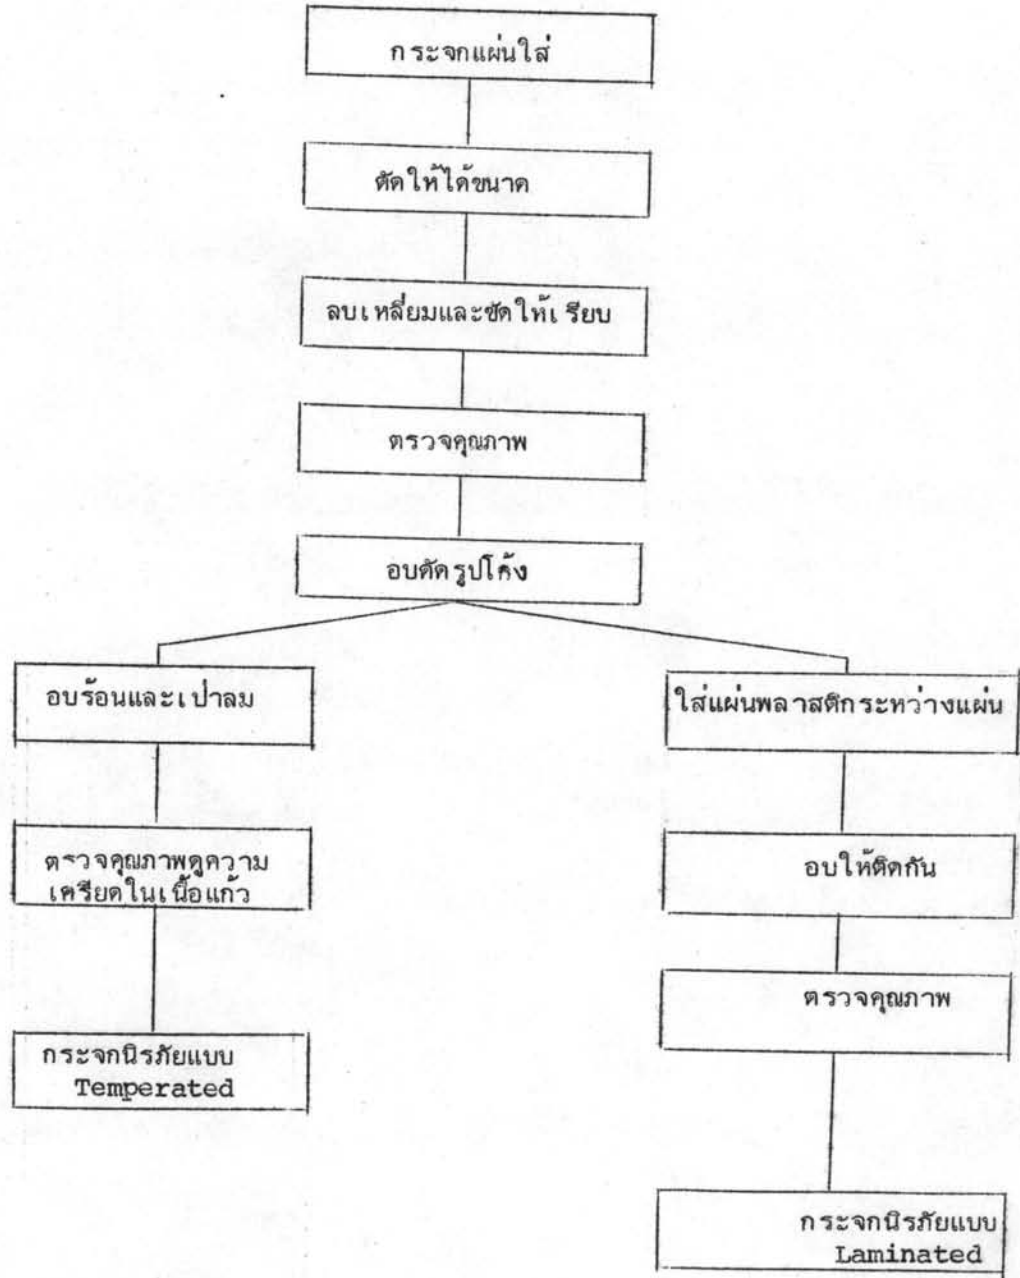 กระจกแผ่นใส่
ตัดให้ได้ขนาด
ลบเหลี่ยมและขัดให้เรียบ
ตรวจคุณภาพ
อบดัดรูปโค้ง
อบร้อนและเป่าลม
ตรวจคุณภาพดูความ
เครียดในเนื้อแก้ว
กระจกนิรภัยแบบ
Temperated
ใส่แผ่นพลาสติกระหว่างแผ่น
อบให้ติดกัน
ตรวจคุณภาพ
กระจกนิรภัยแบบ
Laminated